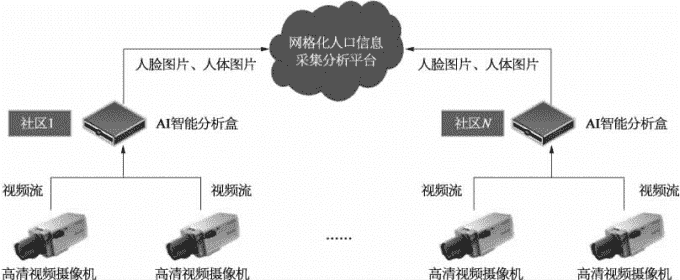 网格化人口信息
采集分析平台
人脸图片、人体图片
人脸图片、人体图片
社区1
AI智能分析盒
社区N
AI智能分析盒
视频流
视频流
视频流
视频流
高清视频摄像机
高清视频摄像机
......
高清视频摄像机
高清视频摄像机